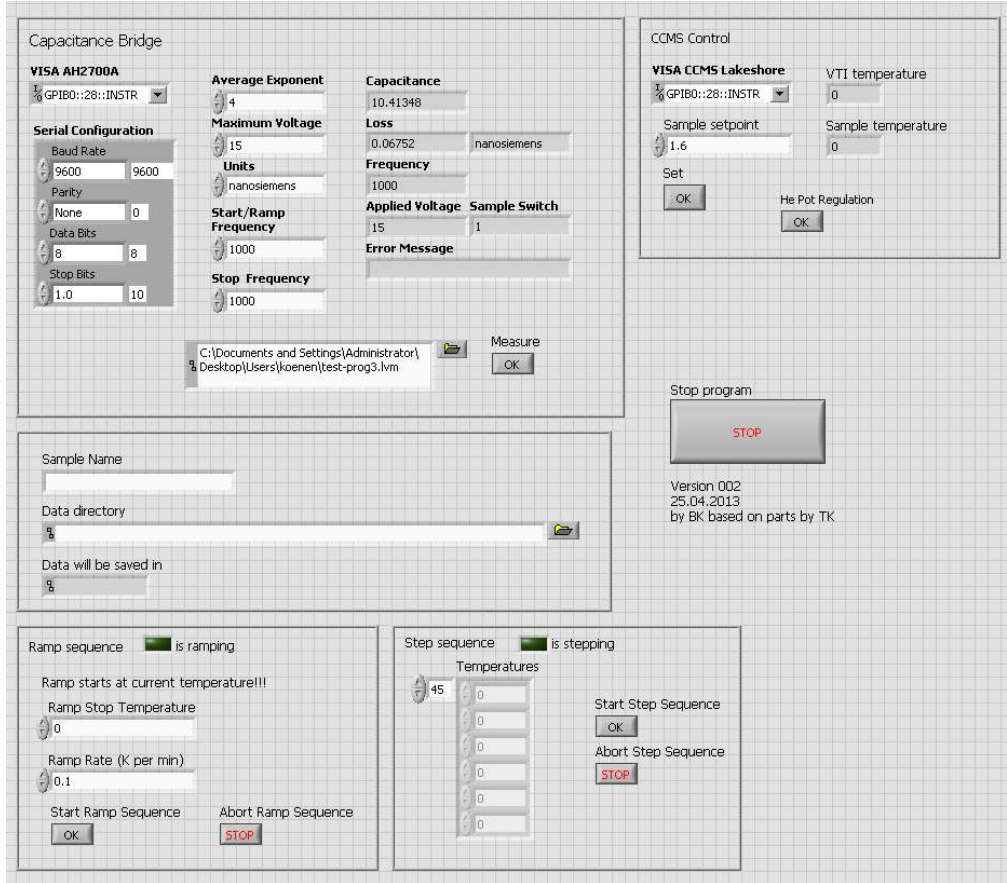 Capacitance Bridge
VISA AH2700A
GPIB0::28::INSTR
Serial Configuration
Baud Rate
9600 9600
Parity
None 0
Data Bits
8 8
Stop Bits
1.0 10
Average Exponent
4
Maximum Voltage
15
Units
nanosiemens
Start/Ramp
Frequency
1000
Stop Frequency
1000
Capacitance
10.41348
Loss
0.06752 nanosiemens
Frequency
1000
Applied Voltage Sample Switch
15 1
Error Message
C:\Documents and Settings\Administrator\
Desktop\Users\koenen\test-prog3.lvm
Measure
OK
CCMS Control
VISA CCMS Lakeshore
GPIB0::28::INSTR
VTI temperature
0
Sample setpoint
1.6
Sample temperature
0
Set
OK
He Pot Regulation
OK
Stop program
STOP
Version 002
25.04.2013
by BK based on parts by TK
Sample Name
Data directory
Data will be saved in
Ramp sequence is ramping
Ramp starts at current temperature!!!
Ramp Stop Temperature
0
Ramp Rate (K per min)
0.1
Start Ramp Sequence
OK
Abort Ramp Sequence
STOP
Step sequence is stepping
Temperatures
45 0
0
0
0
0
0
Start Step Sequence
OK
Abort Step Sequence
STOP